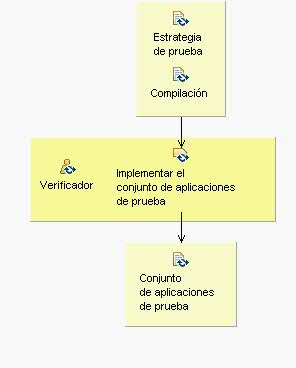 Estrategia
de prueba
Compilación
Verificador
Implementar el
conjunto de aplicaciones
de prueba
Conjunto
de aplicaciones
de prueba